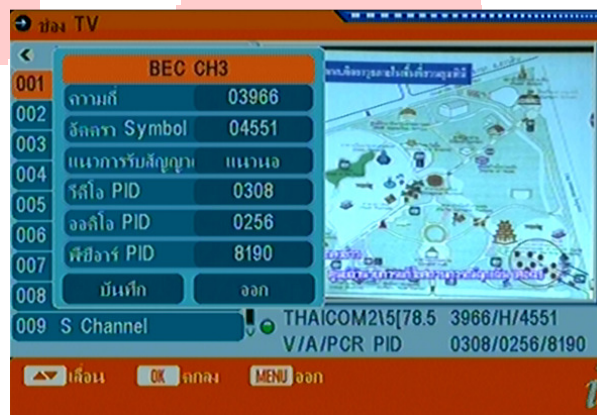 ช่อง TV
BEC CH3
001
ความถี่ 03966
002
อัตรา Symbol 04551
003
แนวการรับสัญญา แนวนอ
004
วีดีโอ PID 0308
005
ออดิโอ PID 0256
006
พีซีอาร์ PID 8190
007
บันทึก ออก
008
009 S Channel
THAICOM2\5[78.5 3966/H/4551
V/A/PCR PID 0308/0256/8190
เลื่อน OK ตกลง MENU ออก